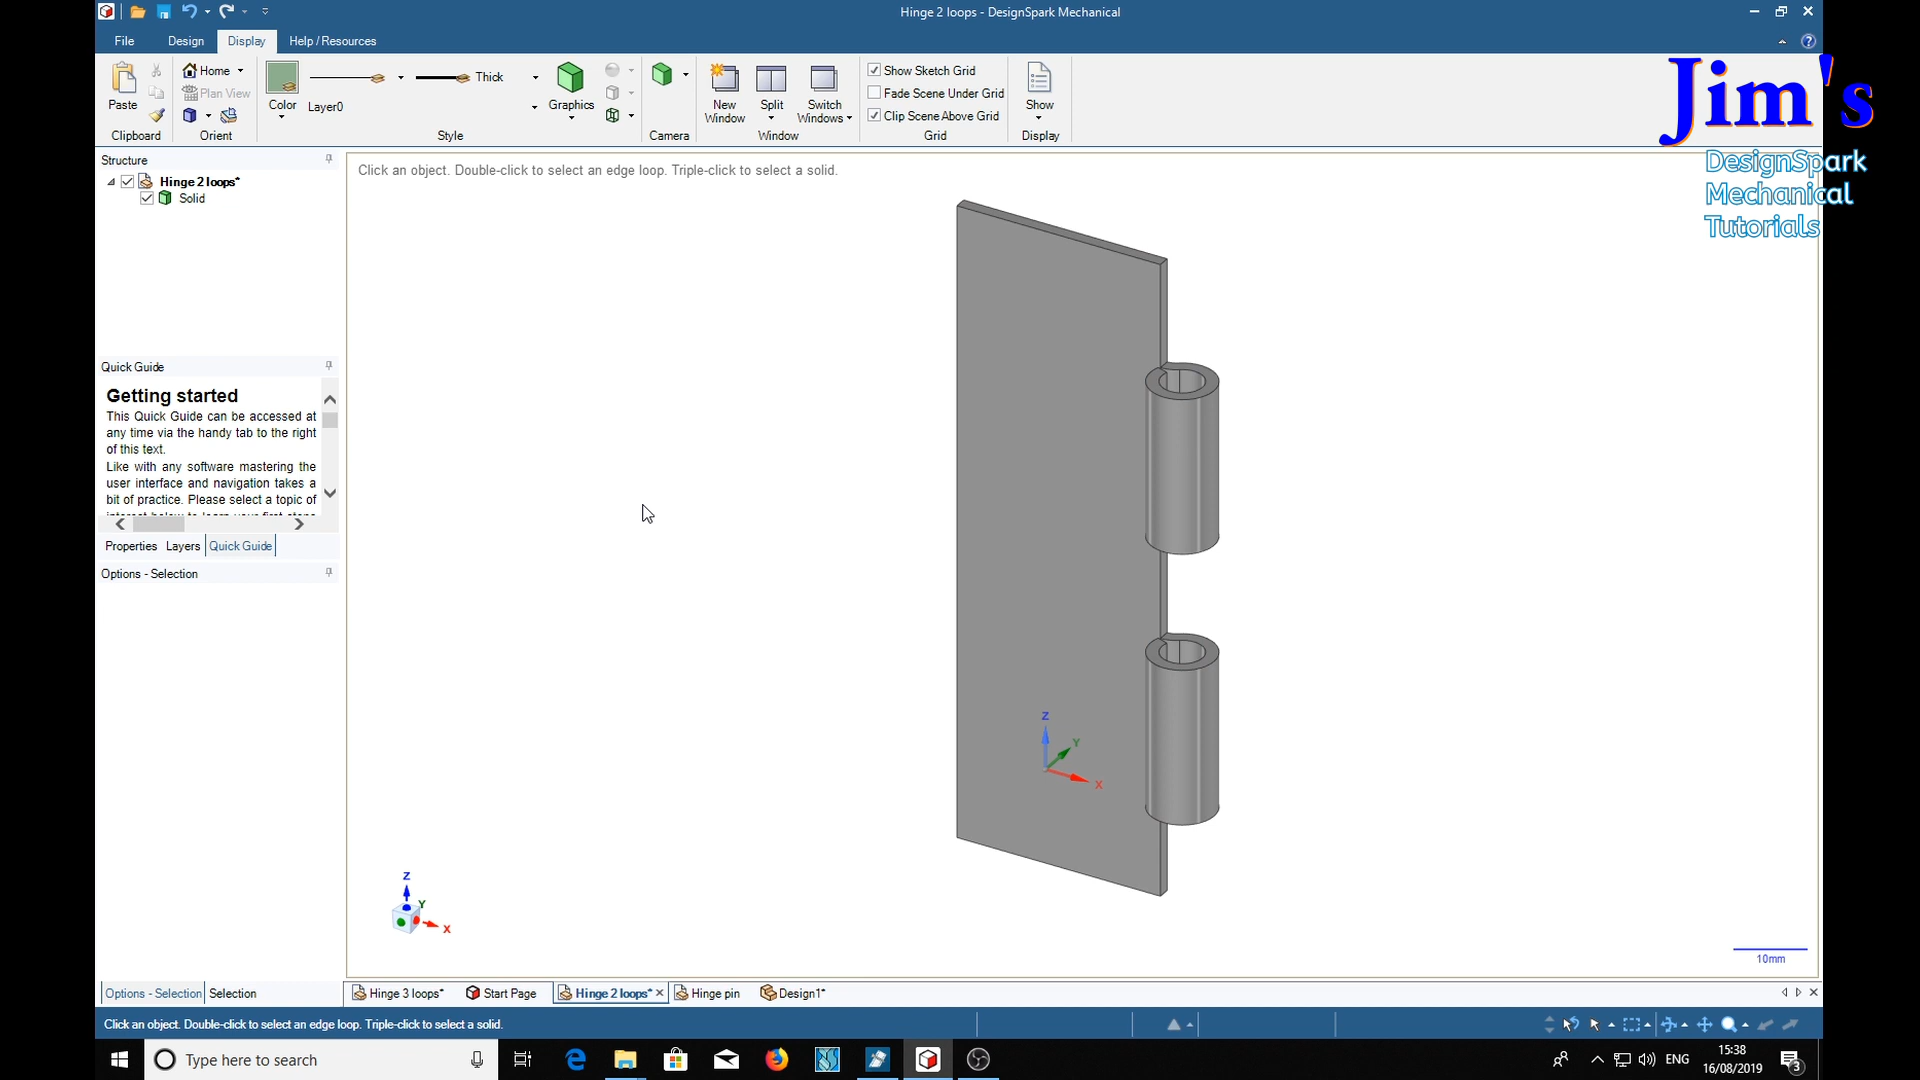 Hinge 2 loops - DesignSpark Mechanical
File Design Display Help / Resources
Paste
Clipboard
Home
Plan View
Orient
Color
Layer0
Thick
Style
Graphics
Camera
New Window
Split
Switch Windows
Window
Show Sketch Grid
Fade Scene Under Grid
Clip Scene Above Grid
Grid
Show
Display
Jim's
DesignSpark
Mechanical
Tutorials
Structure
Hinge 2 loops*
Solid
Click an object. Double-click to select an edge loop. Triple-click to select a solid.
Quick Guide
Getting started
This Quick Guide can be accessed at
any time via the handy tab to the right
of this text.
Like with any software mastering the
user interface and navigation takes a
bit of practice. Please select a topic of
Properties Layers Quick Guide
Options - Selection
Z
Y
X
Z
Y
X
10mm
Options - Selection Selection
Hinge 3 loops* Start Page Hinge 2 loops* Hinge pin Design1*
Click an object. Double-click to select an edge loop. Triple-click to select a solid.
Type here to search
ENG
15:38
16/08/2019
3